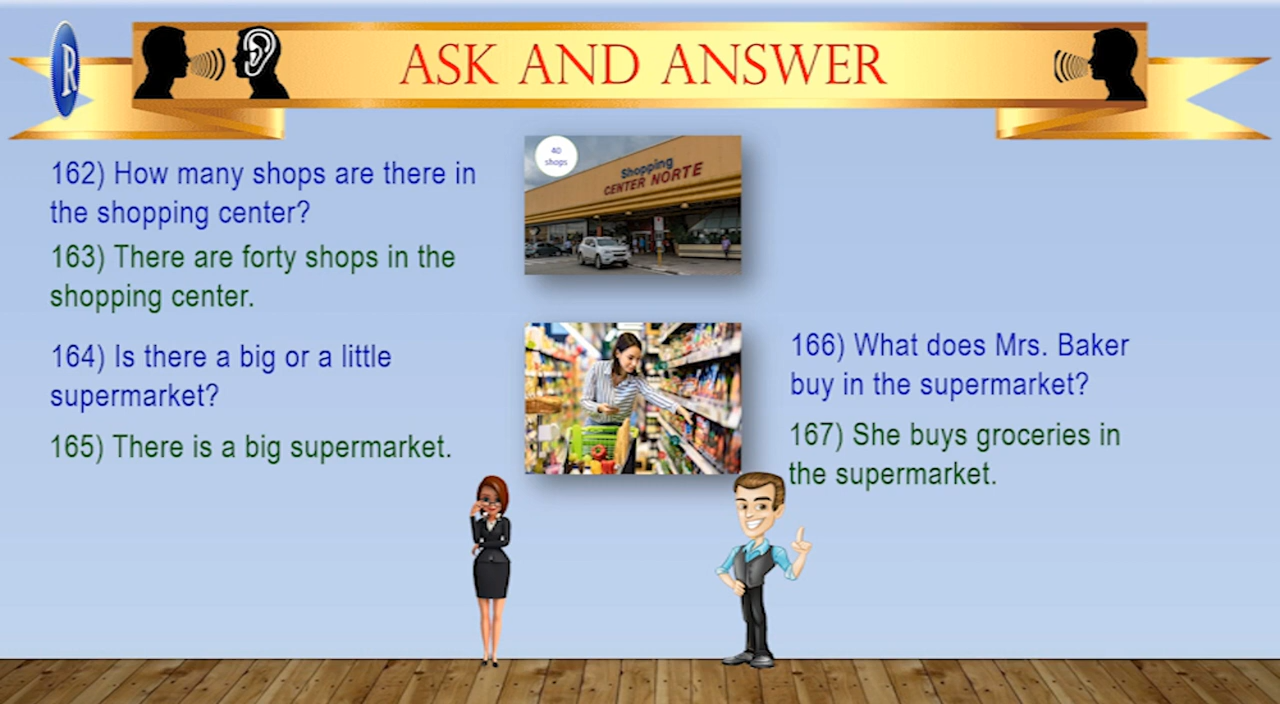 R
ASK AND ANSWER
162) How many shops are there in
the shopping center?
163) There are forty shops in the
shopping center.
164) Is there a big or a little
supermarket?
165) There is a big supermarket.
40
shops
Shopping
CENTER NORTE
166) What does Mrs. Baker
buy in the supermarket?
167) She buys groceries in
the supermarket.